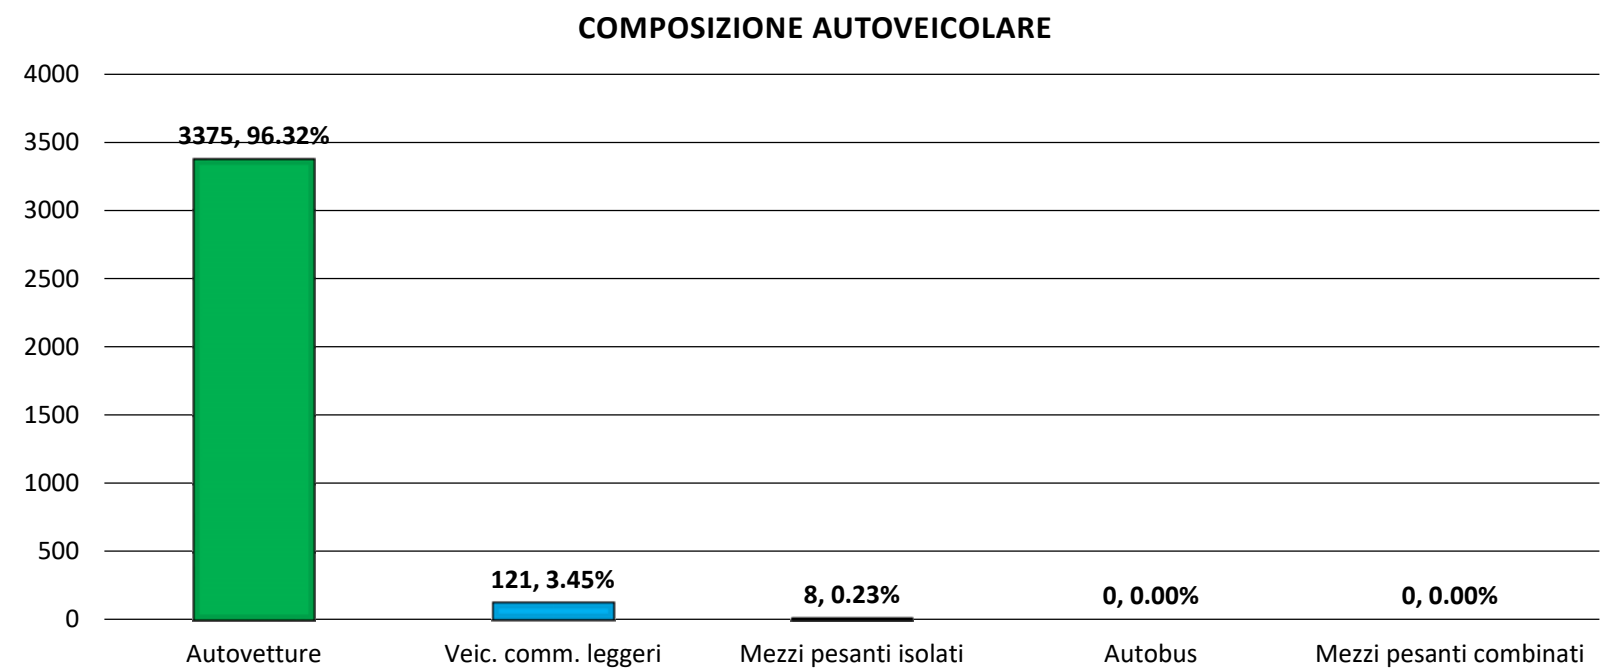 COMPOSIZIONE AUTOVEICOLARE
4000
3500
3000
2500
2000
1500
1000
500
0
3375, 96.32%
121, 3.45%
8, 0.23%
0, 0.00%
0, 0.00%
Autovetture
Veic. comm. leggeri
Mezzi pesanti isolati
Autobus
Mezzi pesanti combinati